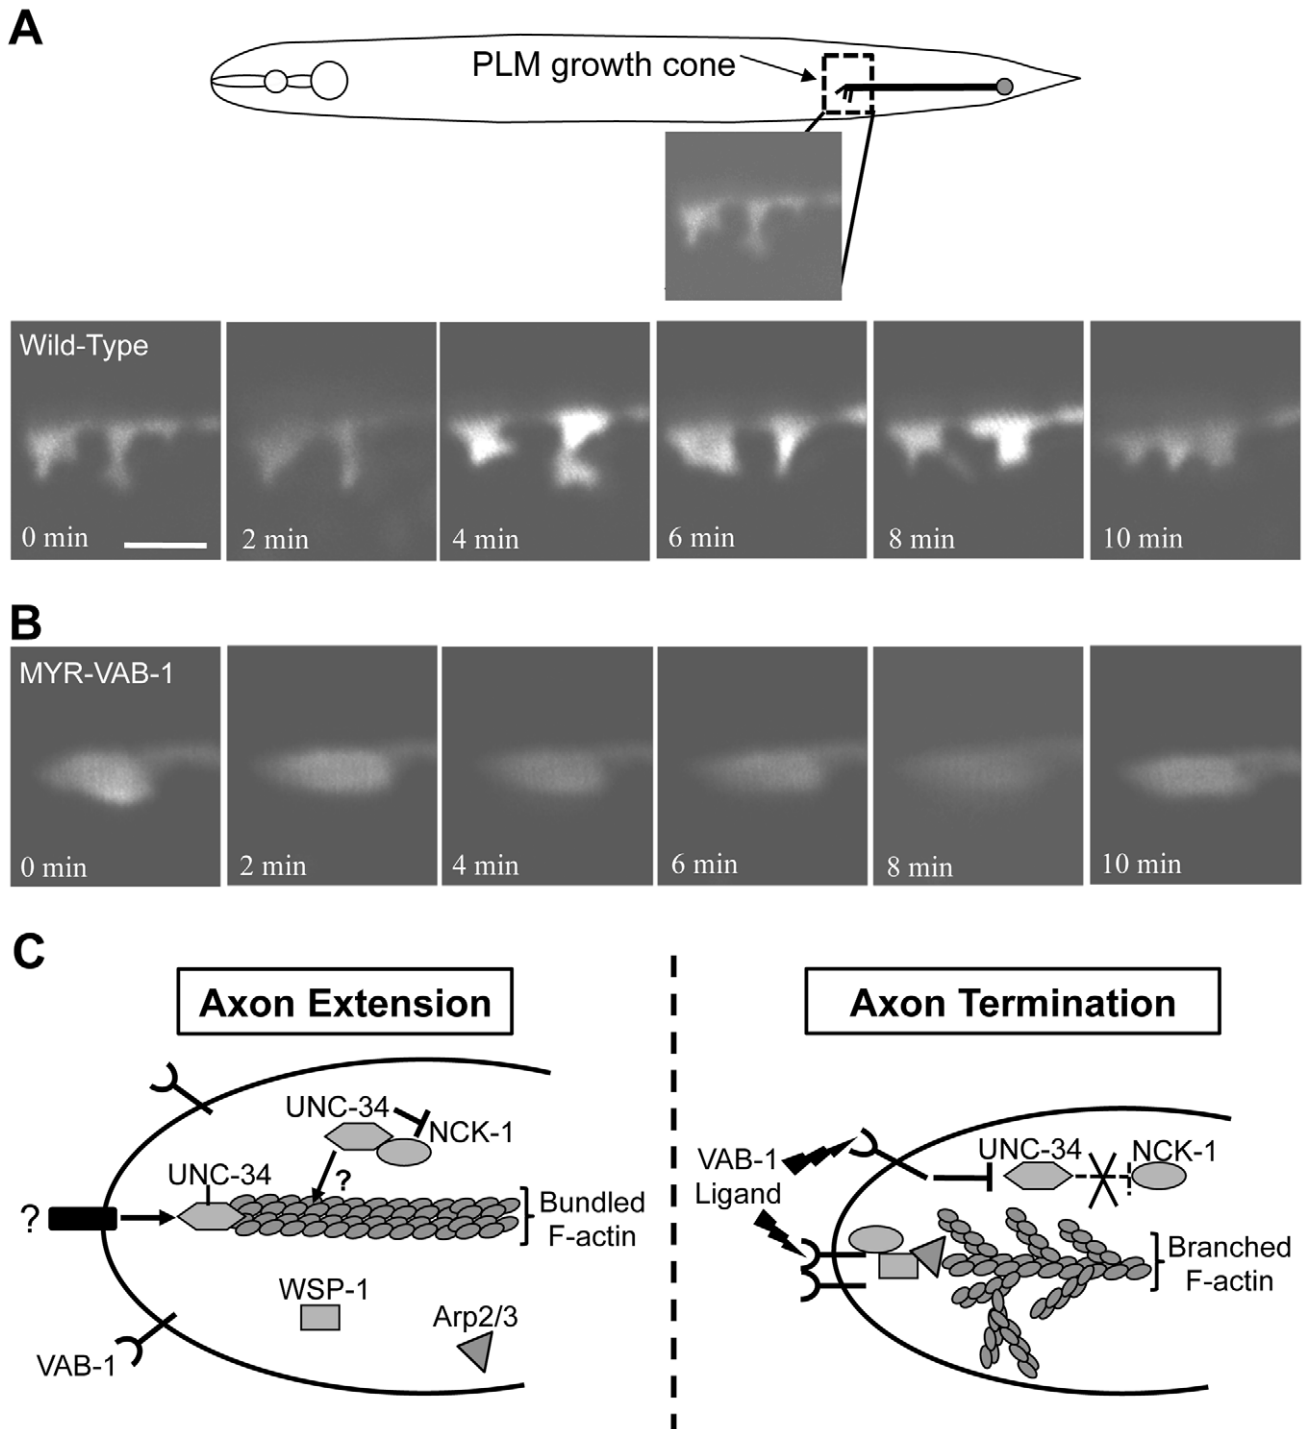 A
PLM growth cone
Wild-Type
0 min
2 min
4 min
6 min
8 min
10 min
B
MYR-VAB-1
0 min
2 min
4 min
6 min
8 min
10 min
C
Axon Extension
UNC-34
NCK-1
UNC-34
?
?
Bundled
F-actin
WSP-1
Arp2/3
VAB-1
Axon Termination
VAB-1
Ligand
UNC-34
NCK-1
Branched
F-actin